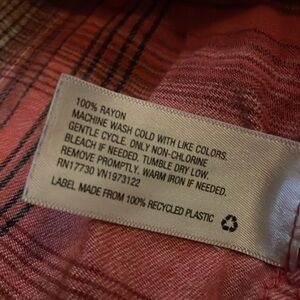 100% RAYON
MACHINE WASH COLD WITH LIKE COLORS.
GENTLE CYCLE. ONLY NON-CHLORINE
BLEACH IF NEEDED. TUMBLE DRY LOW.
REMOVE PROMPTLY. WARM IRON IF NEEDED.
RN17730 VN1973122
LABEL MADE FROM 100% RECYCLED PLASTIC